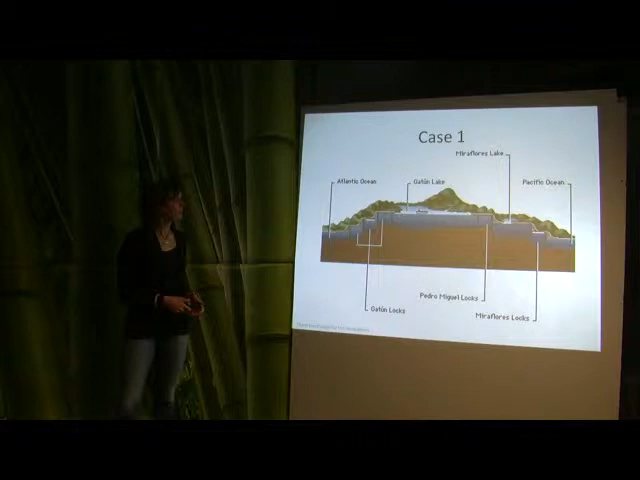 Case 1
Miraflores Lake
Atlantic Ocean
Gatún Lake
Pacific Ocean
Pedro Miguel Locks
Gatún Locks
Miraflores Locks